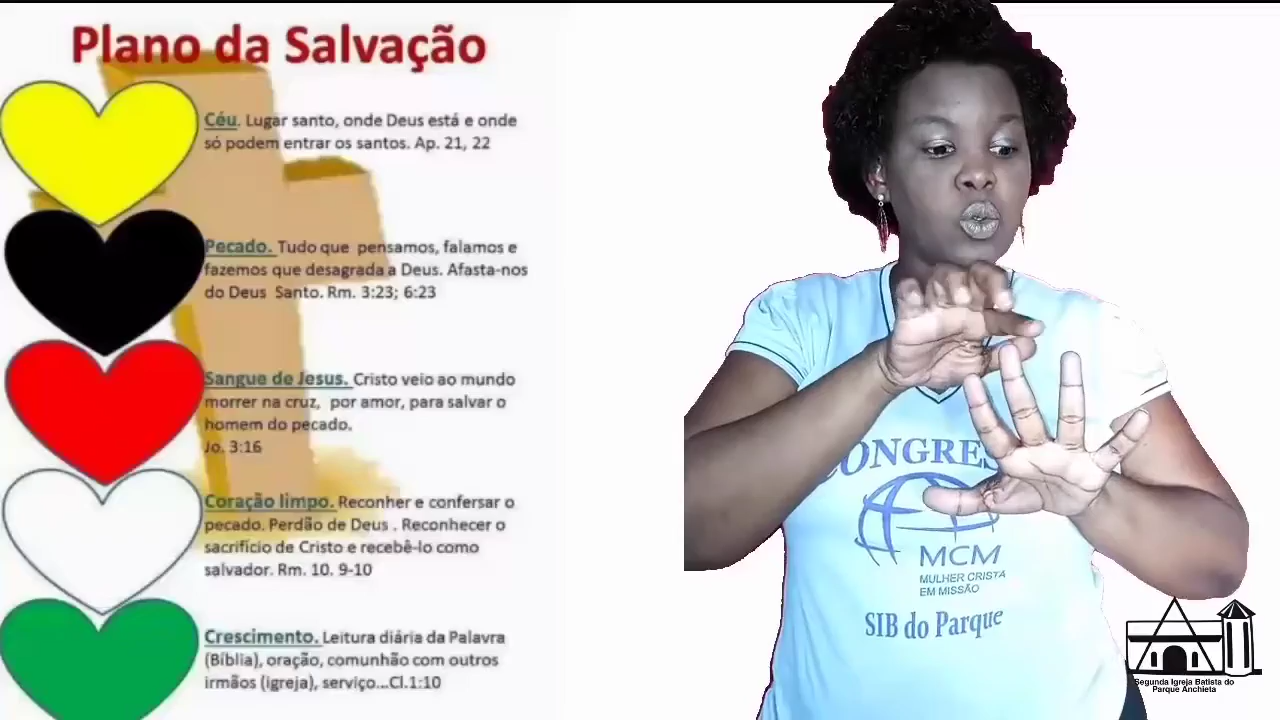 Plano da Salvação
Céu. Lugar santo, onde Deus está e onde
só podem entrar os santos. Ap. 21, 22
Pecado. Tudo que pensamos, falamos e
fazemos que desagrada a Deus. Afasta-nos
do Deus Santo. Rm. 3:23; 6:23
Sangue de Jesus. Cristo veio ao mundo
morrer na cruz, por amor, para salvar o
homem do pecado.
Jo. 3:16
Coração limpo. Reconher e confersar o
pecado. Perdão de Deus . Reconhecer o
sacrifício de Cristo e recebê-lo como
salvador. Rm. 10. 9-10
Crescimento. Leitura diária da Palavra
(Bíblia), oração, comunhão com outros
irmãos (igreja), serviço...Cl.1:10
CONGRES
MCM
MULHER CRISTÃ
EM MISSÃO
SIB do Parque
Segunda Igreja Batista do
Parque Anchieta